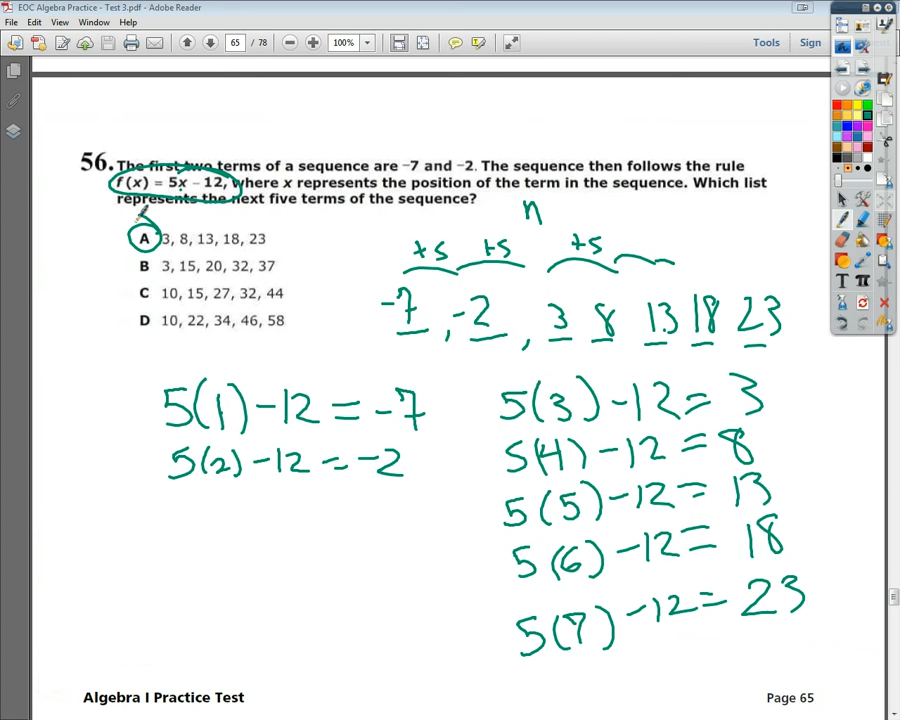 EOC Algebra Practice - Test 3.pdf - Adobe Reader
File Edit View Window Help
65 / 78 100% Tools Sign
56. The first two terms of a sequence are –7 and –2. The sequence then follows the rule
f(x) = 5x – 12, where x represents the position of the term in the sequence. Which list
represents the next five terms of the sequence?
n
A 3, 8, 13, 18, 23
B 3, 15, 20, 32, 37
C 10, 15, 27, 32, 44
D 10, 22, 34, 46, 58
+5 +5 +5
-7, -2, 3 8 13 18 23
5(1) -12 = -7
5(2) -12 = -2
5(3) -12 = 3
5(4) -12 = 8
5(5) -12 = 13
5(6) -12 = 18
5(7) -12 = 23
Algebra I Practice Test Page 65